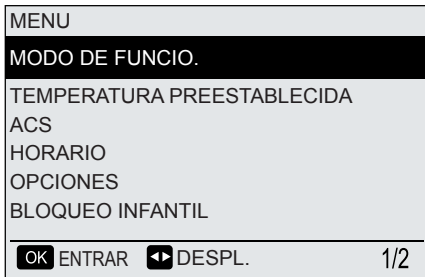 MENU
MODO DE FUNCIO.
TEMPERATURA PREESTABLECIDA
ACS
HORARIO
OPCIONES
BLOQUEO INFANTIL
OK ENTRAR DESPL. 1/2